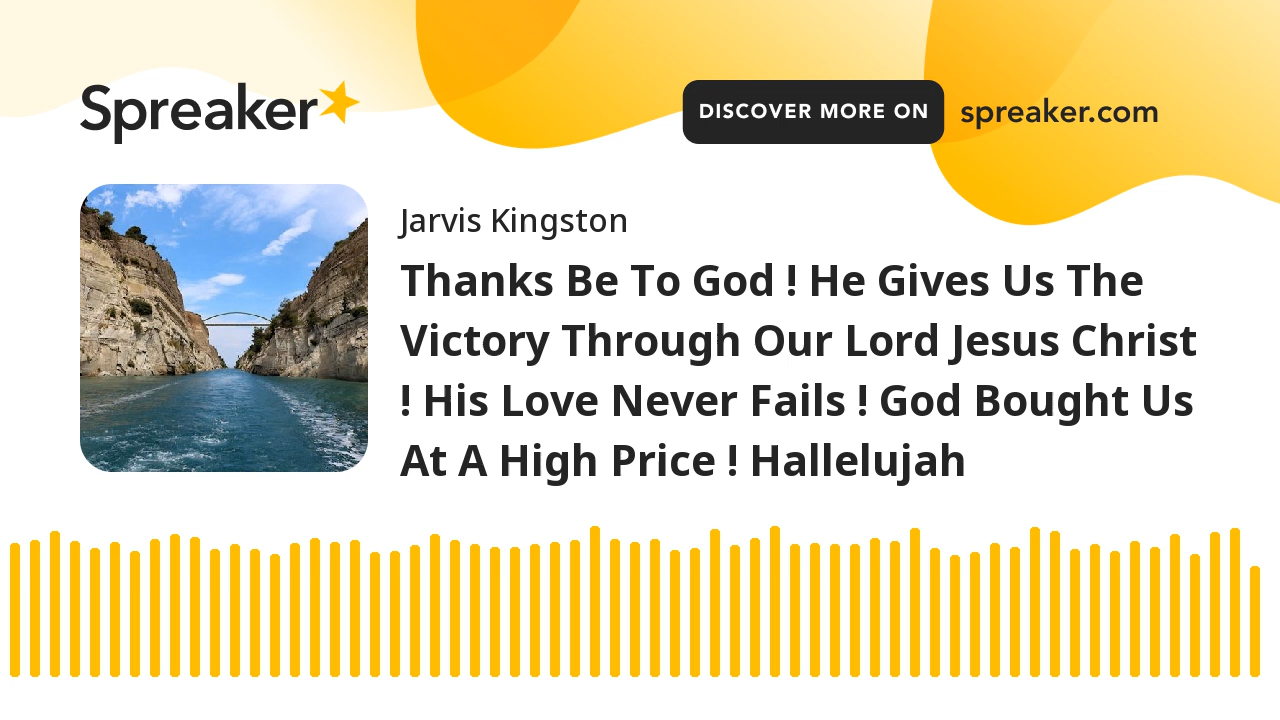 Spreaker
DISCOVER MORE ON
spreaker.com
Jarvis Kingston
Thanks Be To God ! He Gives Us The
Victory Through Our Lord Jesus Christ
! His Love Never Fails ! God Bought Us
At A High Price ! Hallelujah